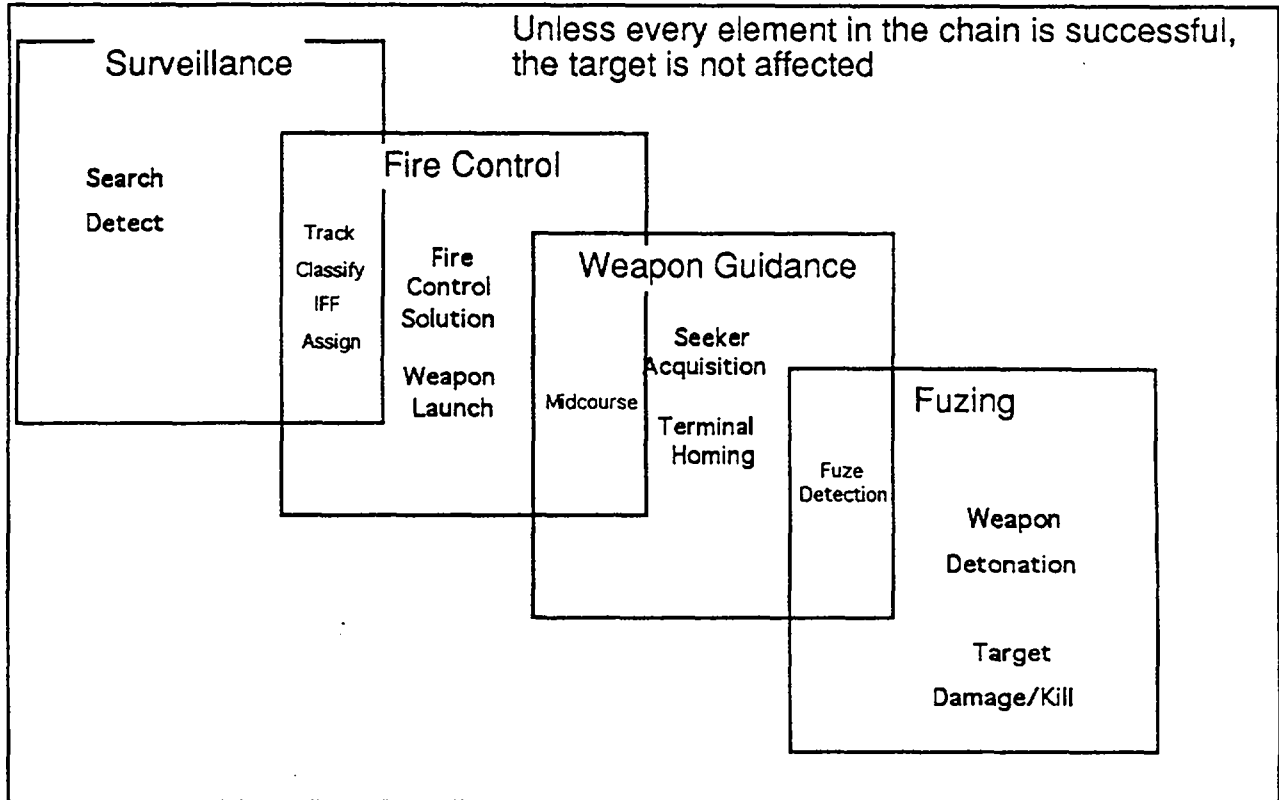 Unless every element in the chain is successful,
the target is not affected
Surveillance
Search
Detect
Fire Control
Track
Classify
IFF
Assign
Fire
Control
Solution
Weapon
Launch
Weapon Guidance
Midcourse
Seeker
Acquisition
Terminal
Homing
Fuzing
Fuze
Detection
Weapon
Detonation
Target
Damage/Kill